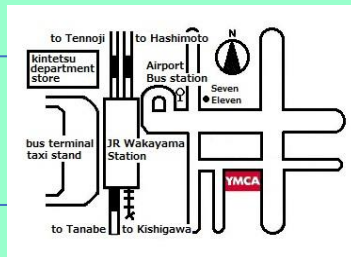 to Tennoji
to Hashimoto
N
kintetsu
department
store
Airport
Bus station
Seven
Eleven
bus terminal
taxi stand
JR Wakayama
Station
YMCA
to Tanabe
to Kishigawa